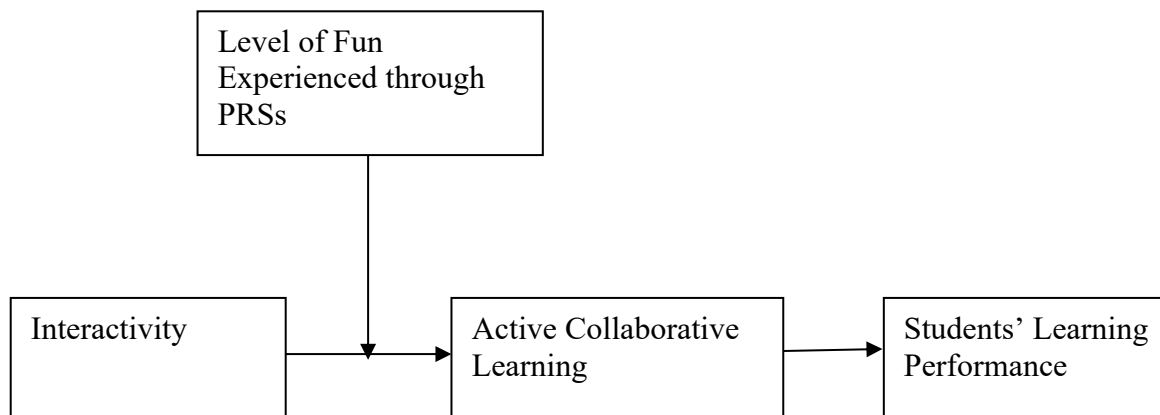 Level of Fun
Experienced through
PRSs
Interactivity
Active Collaborative
Learning
Students’ Learning
Performance